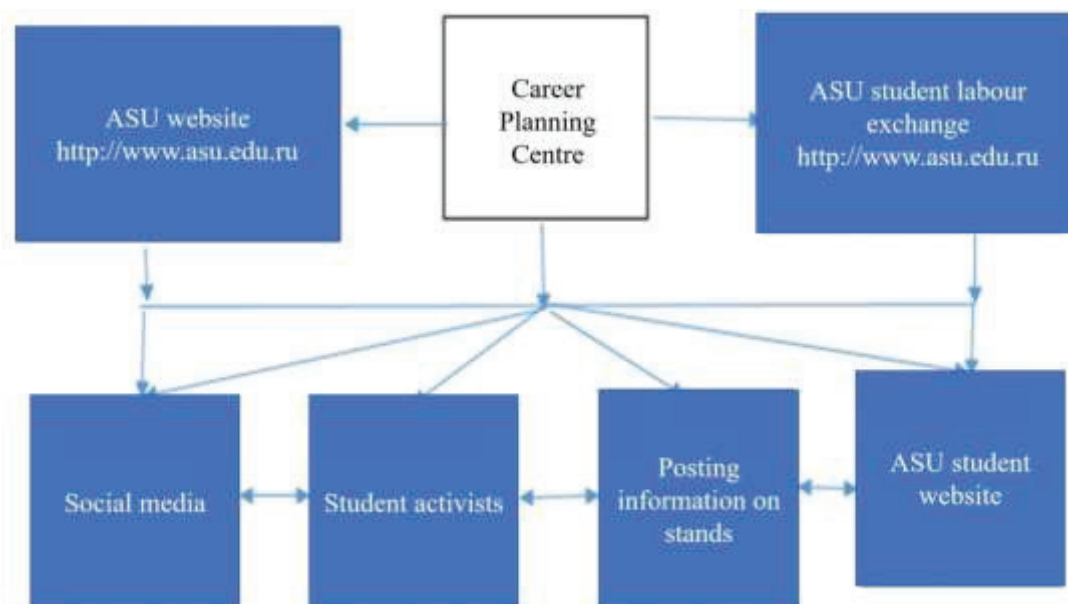 ASU website
http://www.asu.edu.ru
Career
Planning
Centre
ASU student labour
exchange
http://www.asu.edu.ru
Social media
Student activists
Posting
information on
stands
ASU student
website